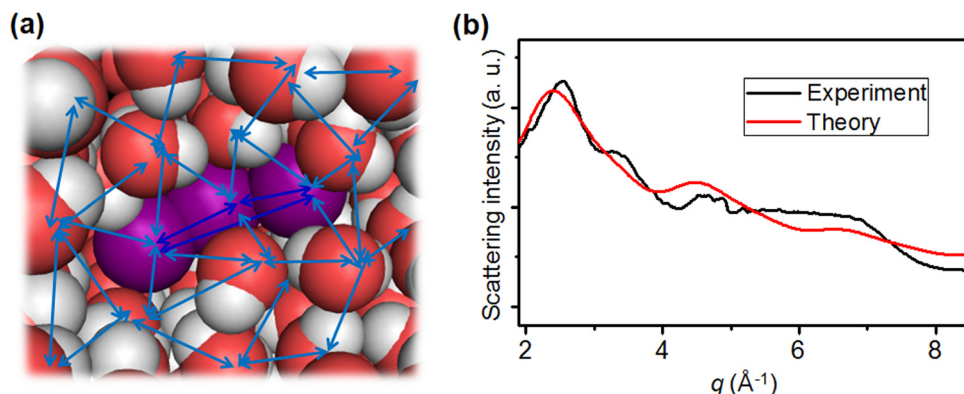 (a)
(b)
Scattering intensity (a. u.)
Experiment
Theory
2
4
6
8
q (Å⁻¹)